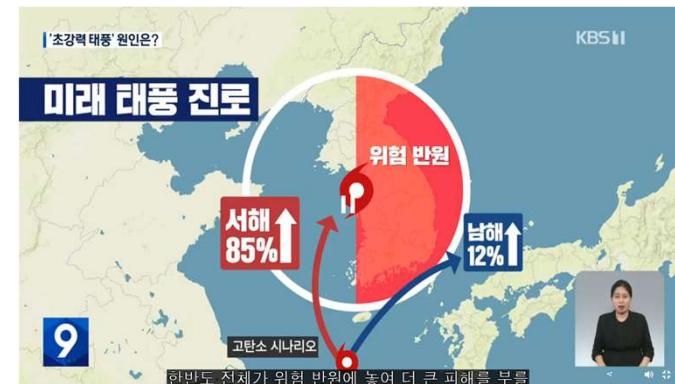 '초강력 태풍' 원인은?
KBS 1
미래 태풍 진로
위험 반원
서해
85%
남해
12%
고탄소 시나리오
9
한반도 전체가 위험 반원에 놓여 더 큰 피해를 부를